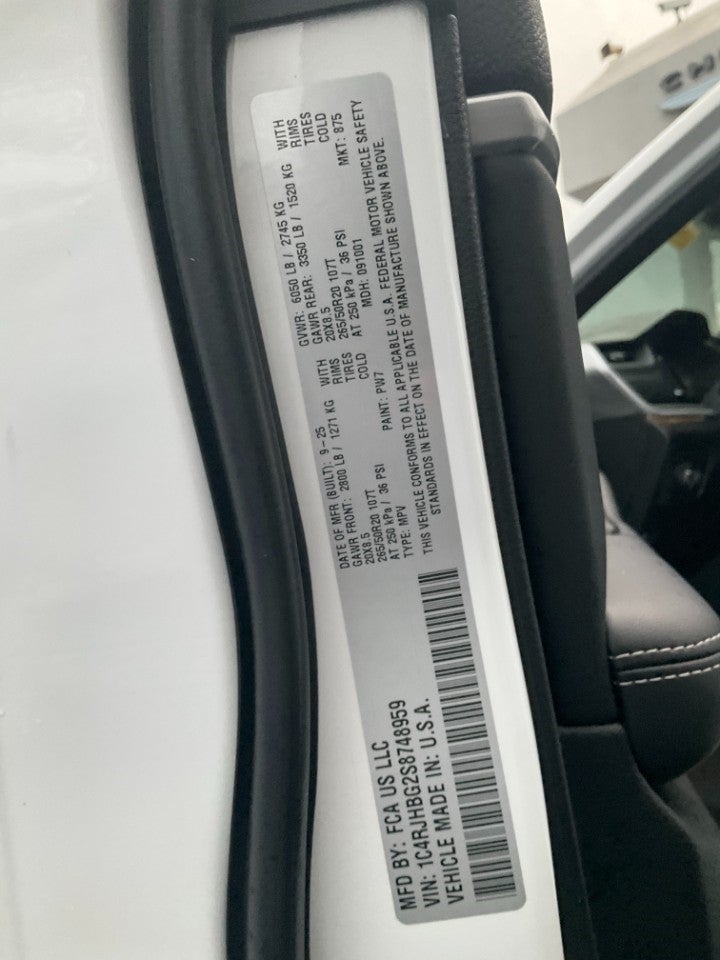 MFD BY: FCA US LLC
VIN: 1C4RJHBG2S8748959
VEHICLE MADE IN: U.S.A.
DATE OF MFR (BUILT): 9-25
GVWR: 6050 LB / 2745 KG
GAWR FRONT: 2800 LB / 1271 KG WITH
20X8.5 RIMS
265/50R20 107T TIRES
AT 250 kPa / 36 PSI COLD
GAWR REAR: 3350 LB / 1520 KG WITH
20X8.5 RIMS
265/50R20 107T TIRES
AT 250 kPa / 36 PSI COLD
TYPE: MPV PAINT: PW7 MDH: 091001 MKT: 875
THIS VEHICLE CONFORMS TO ALL APPLICABLE U.S.A. FEDERAL MOTOR VEHICLE SAFETY
STANDARDS IN EFFECT ON THE DATE OF MANUFACTURE SHOWN ABOVE.